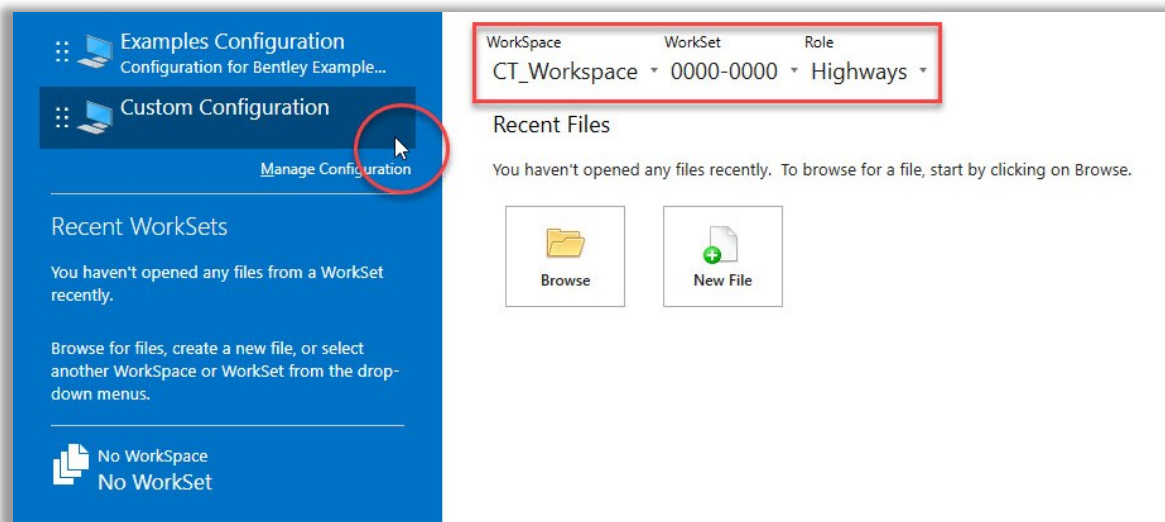 Examples Configuration
Configuration for Bentley Example...
Custom Configuration
Manage Configuration
Recent WorkSets
You haven't opened any files from a WorkSet
recently.
Browse for files, create a new file, or select
another WorkSpace or WorkSet from the drop-
down menus.
No WorkSpace
No WorkSet
WorkSpace WorkSet Role
CT_Workspace 0000-0000 Highways
Recent Files
You haven't opened any files recently. To browse for a file, start by clicking on Browse.
Browse New File